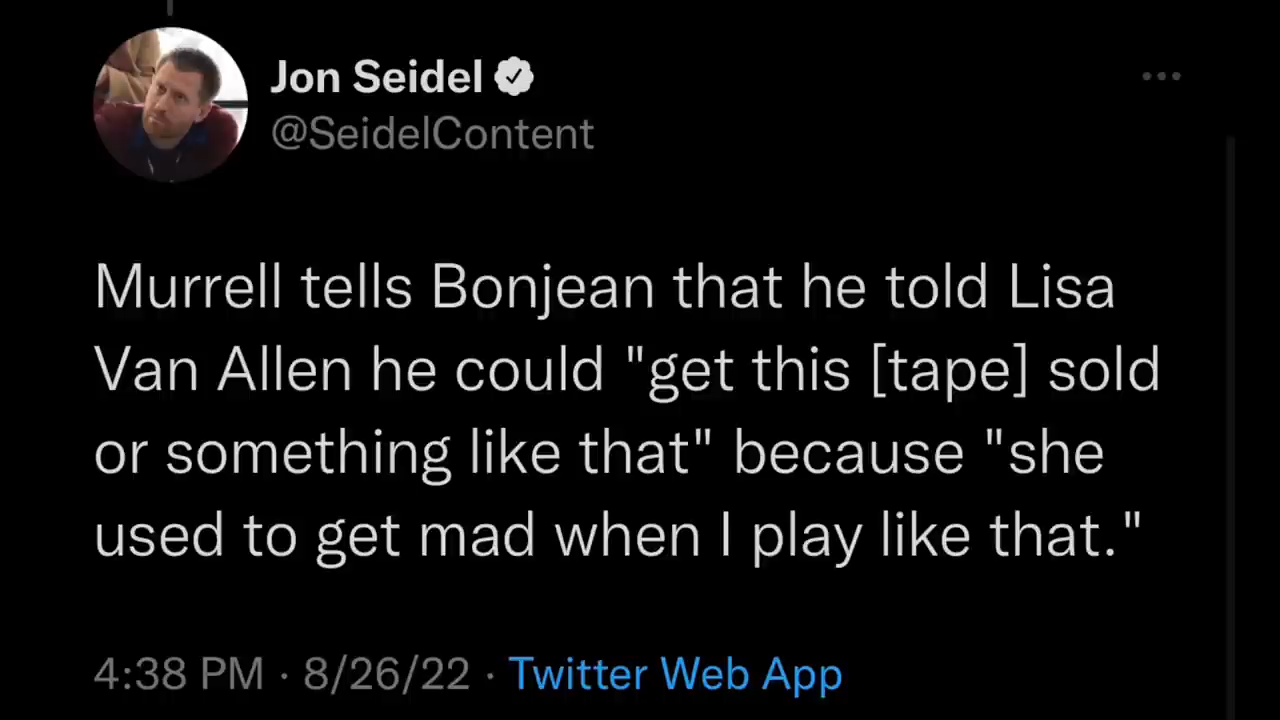 Jon Seidel
@SeidelContent
Murrell tells Bonjean that he told Lisa
Van Allen he could "get this [tape] sold
or something like that" because "she
used to get mad when I play like that."
4:38 PM · 8/26/22 · Twitter Web App